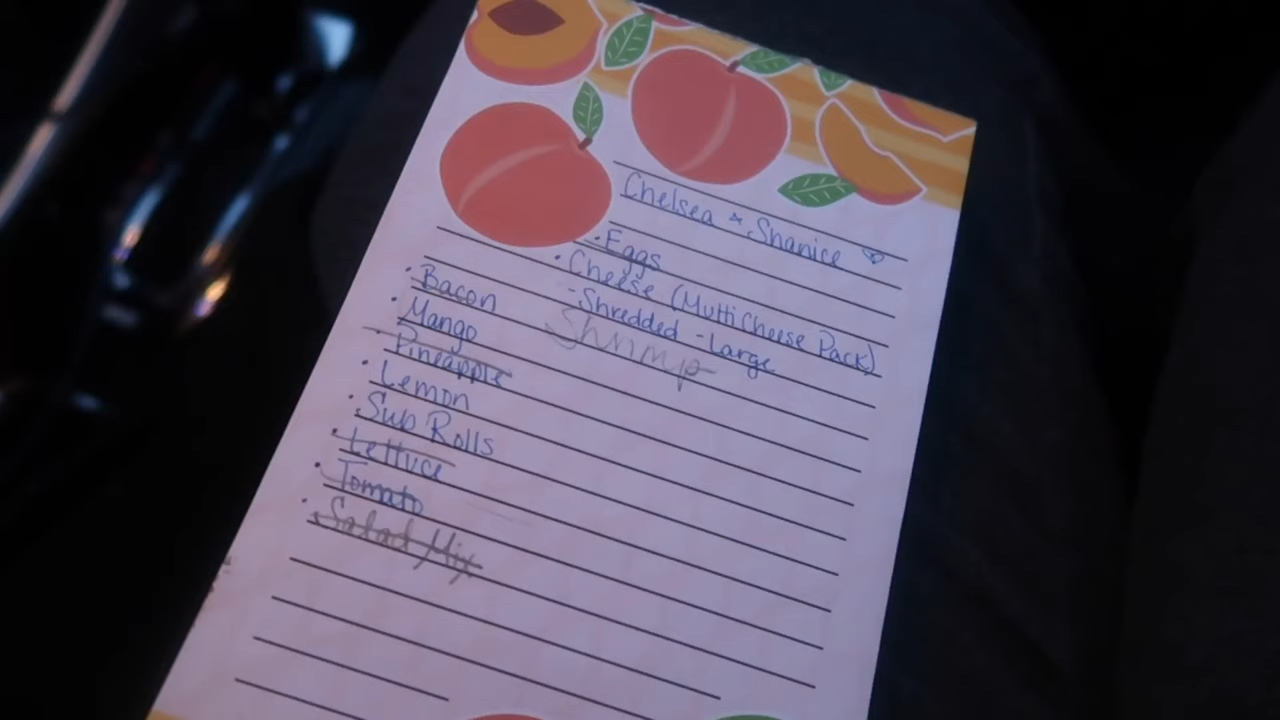 Chelsea & Shanice
• Eggs
• Cheese (Multi Cheese Pack)
- Shredded - Large
Shrimp
• Bacon
• Mango
Pineapple
• Lemon
• Sub Rolls
• Lettuce
• Tomato
• Salad Mix